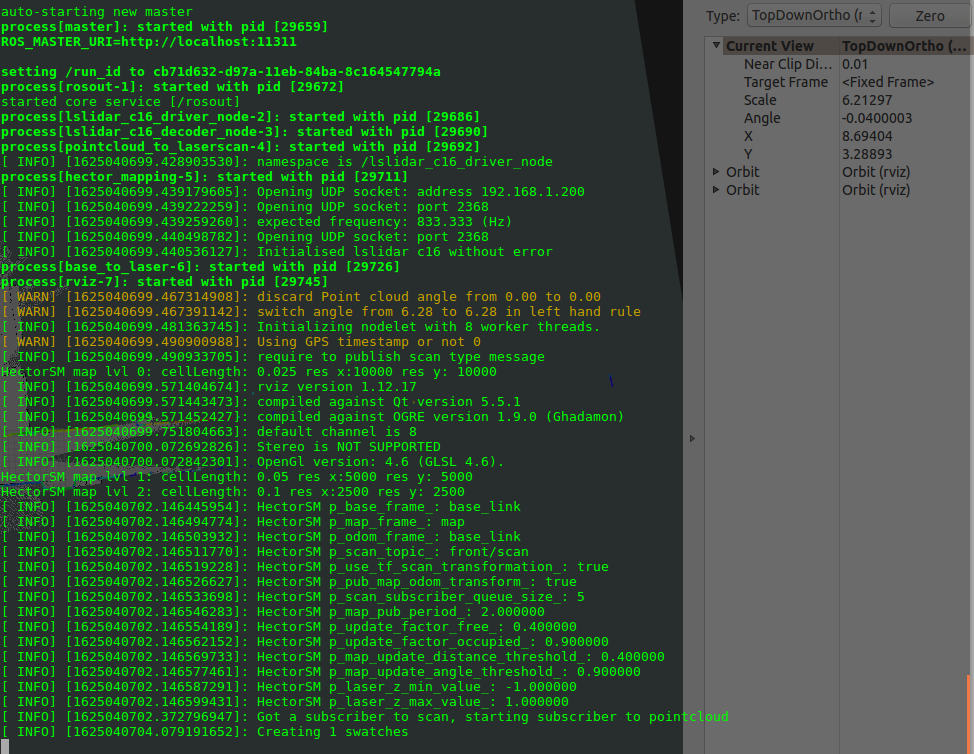 auto-starting new master
process[master]: started with pid [29659]
ROS_MASTER_URI=http://localhost:11311
setting /run_id to cb71d632-d97a-11eb-84ba-8c164547794a
process[rosout-1]: started with pid [29672]
started core service [/rosout]
process[lslidar_c16_driver_node-2]: started with pid [29686]
process[lslidar_c16_decoder_node-3]: started with pid [29690]
process[pointcloud_to_laserscan-4]: started with pid [29692]
[ INFO] [1625040699.428903530]: namespace is /lslidar_c16_driver_node
process[hector_mapping-5]: started with pid [29711]
[ INFO] [1625040699.439179605]: Opening UDP socket: address 192.168.1.200
[ INFO] [1625040699.439222259]: Opening UDP socket: port 2368
[ INFO] [1625040699.439259260]: expected frequency: 833.333 (Hz)
[ INFO] [1625040699.440498782]: Opening UDP socket: port 2368
[ INFO] [1625040699.440536127]: Initialised lslidar c16 without error
process[base_to_laser-6]: started with pid [29726]
process[rviz-7]: started with pid [29745]
[ WARN] [1625040699.467314908]: discard Point cloud angle from 0.00 to 0.00
[ WARN] [1625040699.467391142]: switch angle from 6.28 to 6.28 in left hand rule
[ INFO] [1625040699.481363745]: Initializing nodelet with 8 worker threads.
[ WARN] [1625040699.490900988]: Using GPS timestamp or not 0
[ INFO] [1625040699.490933705]: require to publish scan type message
HectorSM map lvl 0: cellLength: 0.025 res x:10000 res y: 10000
[ INFO] [1625040699.571404674]: rviz version 1.12.17
[ INFO] [1625040699.571443473]: compiled against Qt version 5.5.1
[ INFO] [1625040699.571452427]: compiled against OGRE version 1.9.0 (Ghadamon)
[ INFO] [1625040699.751804663]: default channel is 8
[ INFO] [1625040700.072692826]: Stereo is NOT SUPPORTED
[ INFO] [1625040700.072842301]: OpenGl version: 4.6 (GLSL 4.6).
HectorSM map lvl 1: cellLength: 0.05 res x:5000 res y: 5000
HectorSM map lvl 2: cellLength: 0.1 res x:2500 res y: 2500
[ INFO] [1625040702.146445954]: HectorSM p_base_frame_: base_link
[ INFO] [1625040702.146494774]: HectorSM p_map_frame_: map
[ INFO] [1625040702.146503932]: HectorSM p_odom_frame_: base_link
[ INFO] [1625040702.146511770]: HectorSM p_scan_topic_: front/scan
[ INFO] [1625040702.146519228]: HectorSM p_use_tf_scan_transformation_: true
[ INFO] [1625040702.146526627]: HectorSM p_pub_map_odom_transform_: true
[ INFO] [1625040702.146533698]: HectorSM p_scan_subscriber_queue_size_: 5
[ INFO] [1625040702.146546283]: HectorSM p_map_pub_period_: 2.000000
[ INFO] [1625040702.146554189]: HectorSM p_update_factor_free_: 0.400000
[ INFO] [1625040702.146562152]: HectorSM p_update_factor_occupied_: 0.900000
[ INFO] [1625040702.146569733]: HectorSM p_map_update_distance_threshold_: 0.400000
[ INFO] [1625040702.146577461]: HectorSM p_map_update_angle_threshold_: 0.900000
[ INFO] [1625040702.146587291]: HectorSM p_laser_z_min_value_: -1.000000
[ INFO] [1625040702.146599431]: HectorSM p_laser_z_max_value_: 1.000000
[ INFO] [1625040702.372796947]: Got a subscriber to scan, starting subscriber to pointcloud
[ INFO] [1625040704.079191652]: Creating 1 swatches
Type: TopDownOrtho (r Zero
Current View TopDownOrtho (...
Near Clip Di... 0.01
Target Frame <Fixed Frame>
Scale 6.21297
Angle -0.0400003
X 8.69404
Y 3.28893
Orbit Orbit (rviz)
Orbit Orbit (rviz)